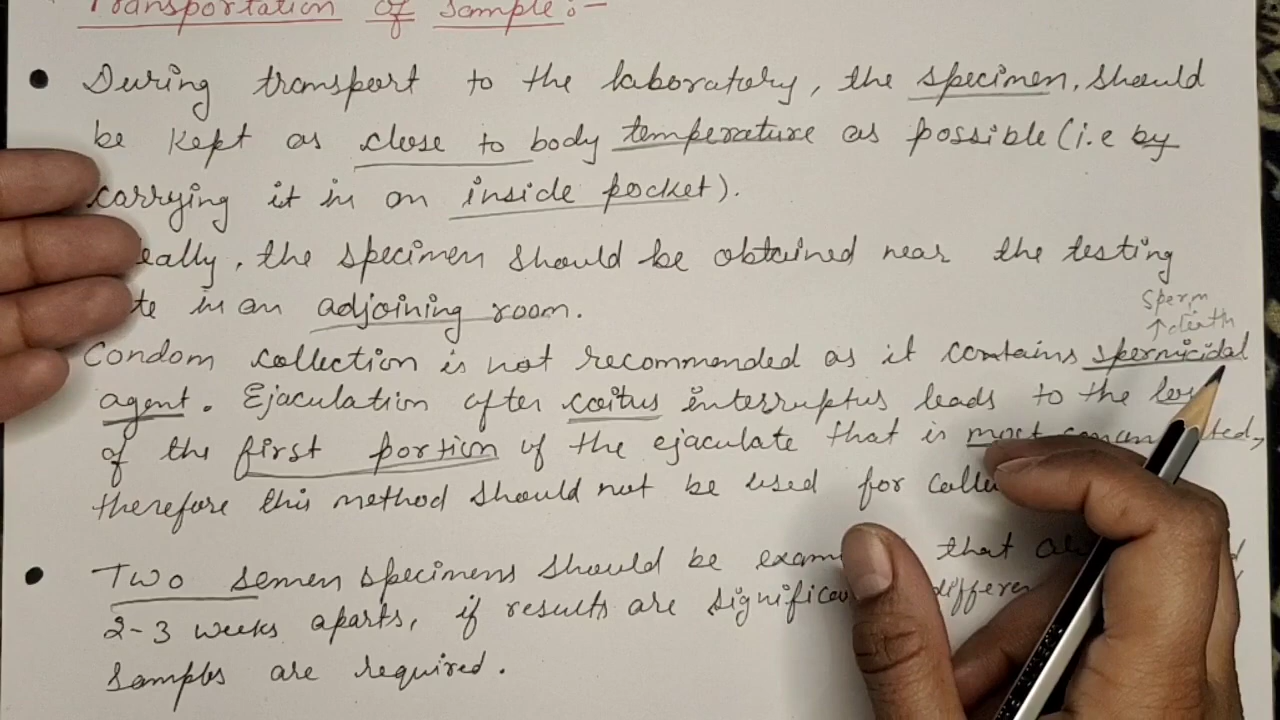 Transportation of Sample:-
• During transport to the laboratory, the specimen, should
be kept as close to body temperature as possible (i.e by
carrying it in an inside pocket).
eally, the specimen should be obtained near the testing
te in an adjoining room.
Sperm
↑ death
Condom collection is not recommended as it contains spermicidal
agent. Ejaculation after coitus interruptus leads to the
of the first portion of the ejaculate that is most
therefore this method should not be used for
• Two semen specimens should be that
2-3 weeks aparts, if results are
samples are required.